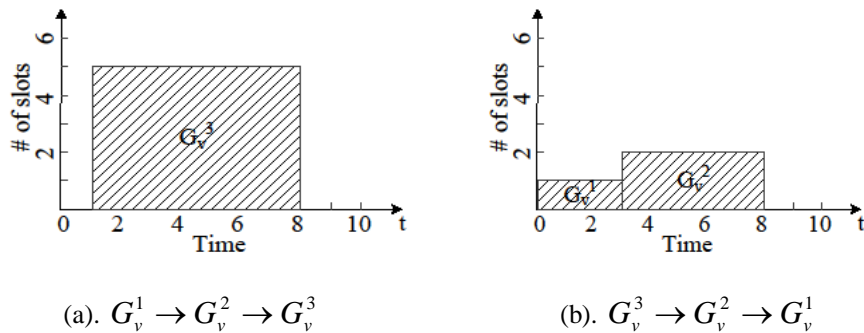 6
4
2
# of slots
G_v^3
0 2 4 6 8 10 t
Time
(a). G_v^1 → G_v^2 → G_v^3
6
4
2
# of slots
G_v^1
G_v^2
0 2 4 6 8 10 t
Time
(b). G_v^3 → G_v^2 → G_v^1